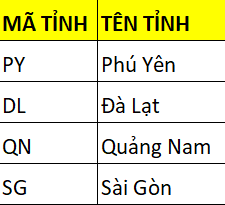 MÃ TỈNH TÊN TỈNH
PY Phú Yên
DL Đà Lạt
QN Quảng Nam
SG Sài Gòn